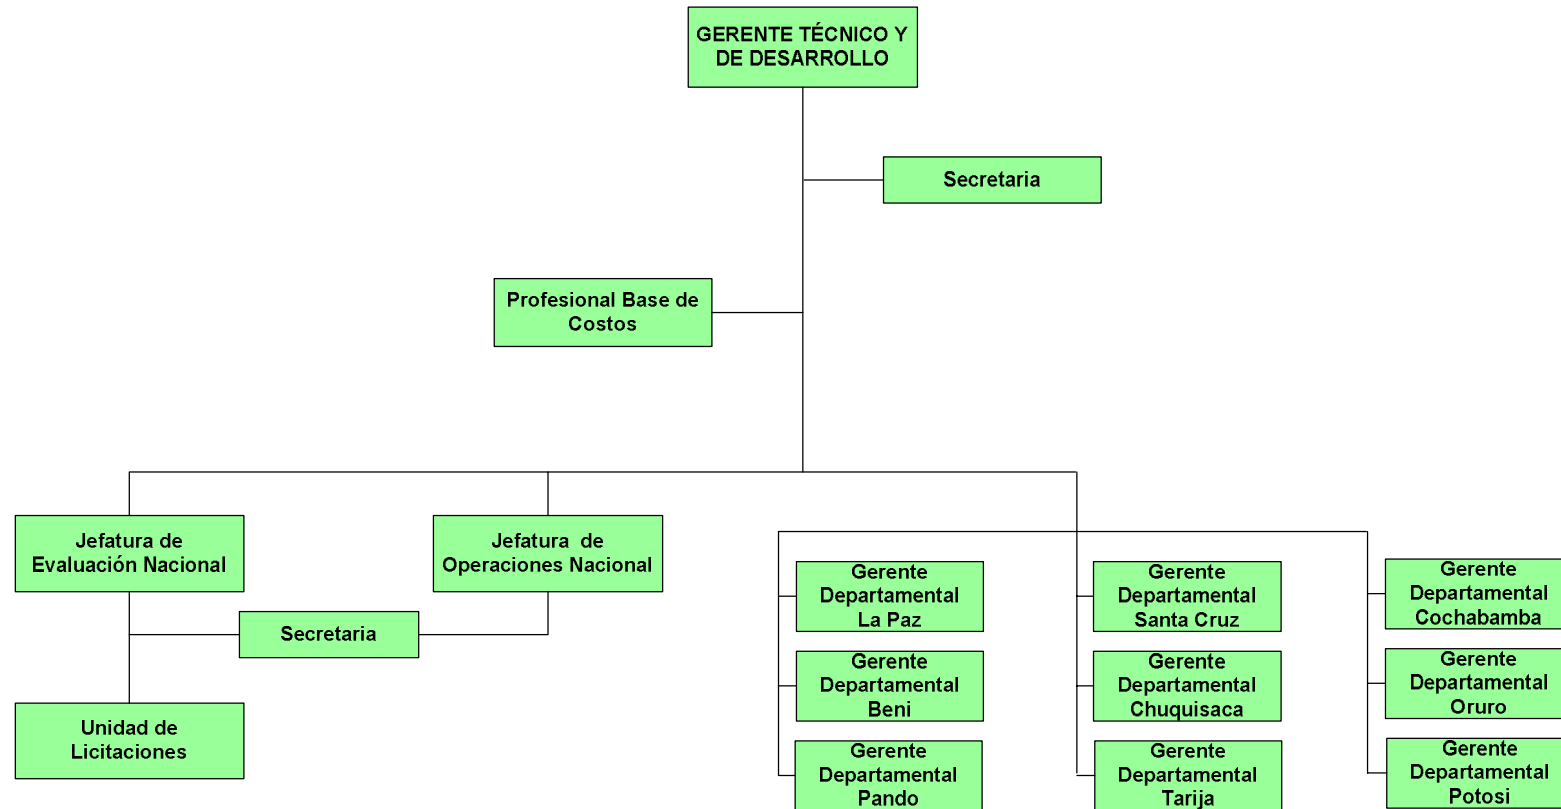 GERENTE TÉCNICO Y
DE DESARROLLO
Secretaria
Profesional Base de
Costos
Jefatura de
Evaluación Nacional
Jefatura de
Operaciones Nacional
Secretaria
Unidad de
Licitaciones
Gerente
Departamental
La Paz
Gerente
Departamental
Santa Cruz
Gerente
Departamental
Cochabamba
Gerente
Departamental
Beni
Gerente
Departamental
Chuquisaca
Gerente
Departamental
Oruro
Gerente
Departamental
Pando
Gerente
Departamental
Tarija
Gerente
Departamental
Potosi